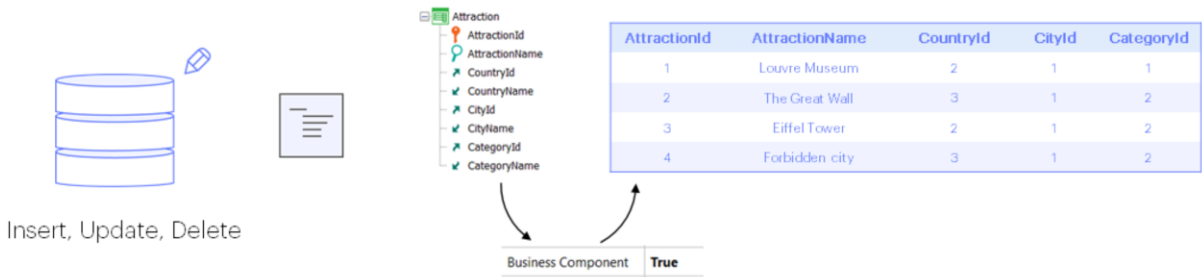 Attraction
AttractionId
AttractionName
CountryId
CountryName
CityId
CityName
CategoryId
CategoryName
AttractionId AttractionName CountryId CityId CategoryId
1 Louvre Museum 2 1 1
2 The Great Wall 3 1 2
3 Eiffel Tower 2 1 2
4 Forbidden city 3 1 2
Insert, Update, Delete
Business Component True